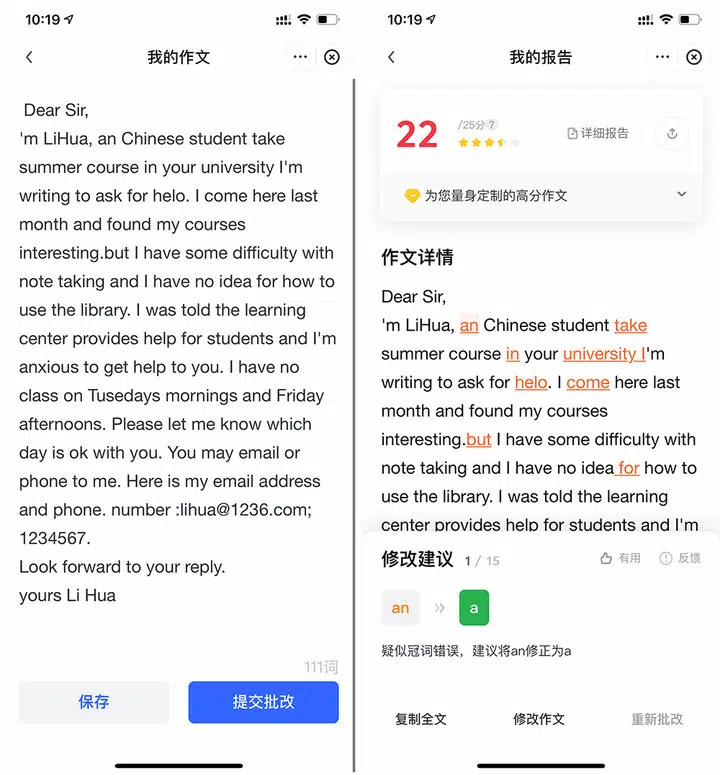 10:19
我的作文
Dear Sir,
'm LiHua, an Chinese student take
summer course in your university I'm
writing to ask for helo. I come here last
month and found my courses
interesting.but I have some difficulty with
note taking and I have no idea for how to
use the library. I was told the learning
center provides help for students and I'm
anxious to get help to you. I have no
class on Tusedays mornings and Friday
afternoons. Please let me know which
day is ok with you. You may email or
phone to me. Here is my email address
and phone. number :lihua@1236.com;
1234567.
Look forward to your reply.
yours Li Hua
111词
保存
提交批改
10:19
我的报告
22
/25分?
详细报告
为您量身定制的高分作文
作文详情
Dear Sir,
'm LiHua, an Chinese student take
summer course in your university I'm
writing to ask for helo. I come here last
month and found my courses
interesting.but I have some difficulty with
note taking and I have no idea for how to
use the library. I was told the learning
center provides help for students and I'm
修改建议 1 / 15
有用
反馈
an » a
疑似冠词错误，建议将an修正为a
复制全文
修改作文
重新批改